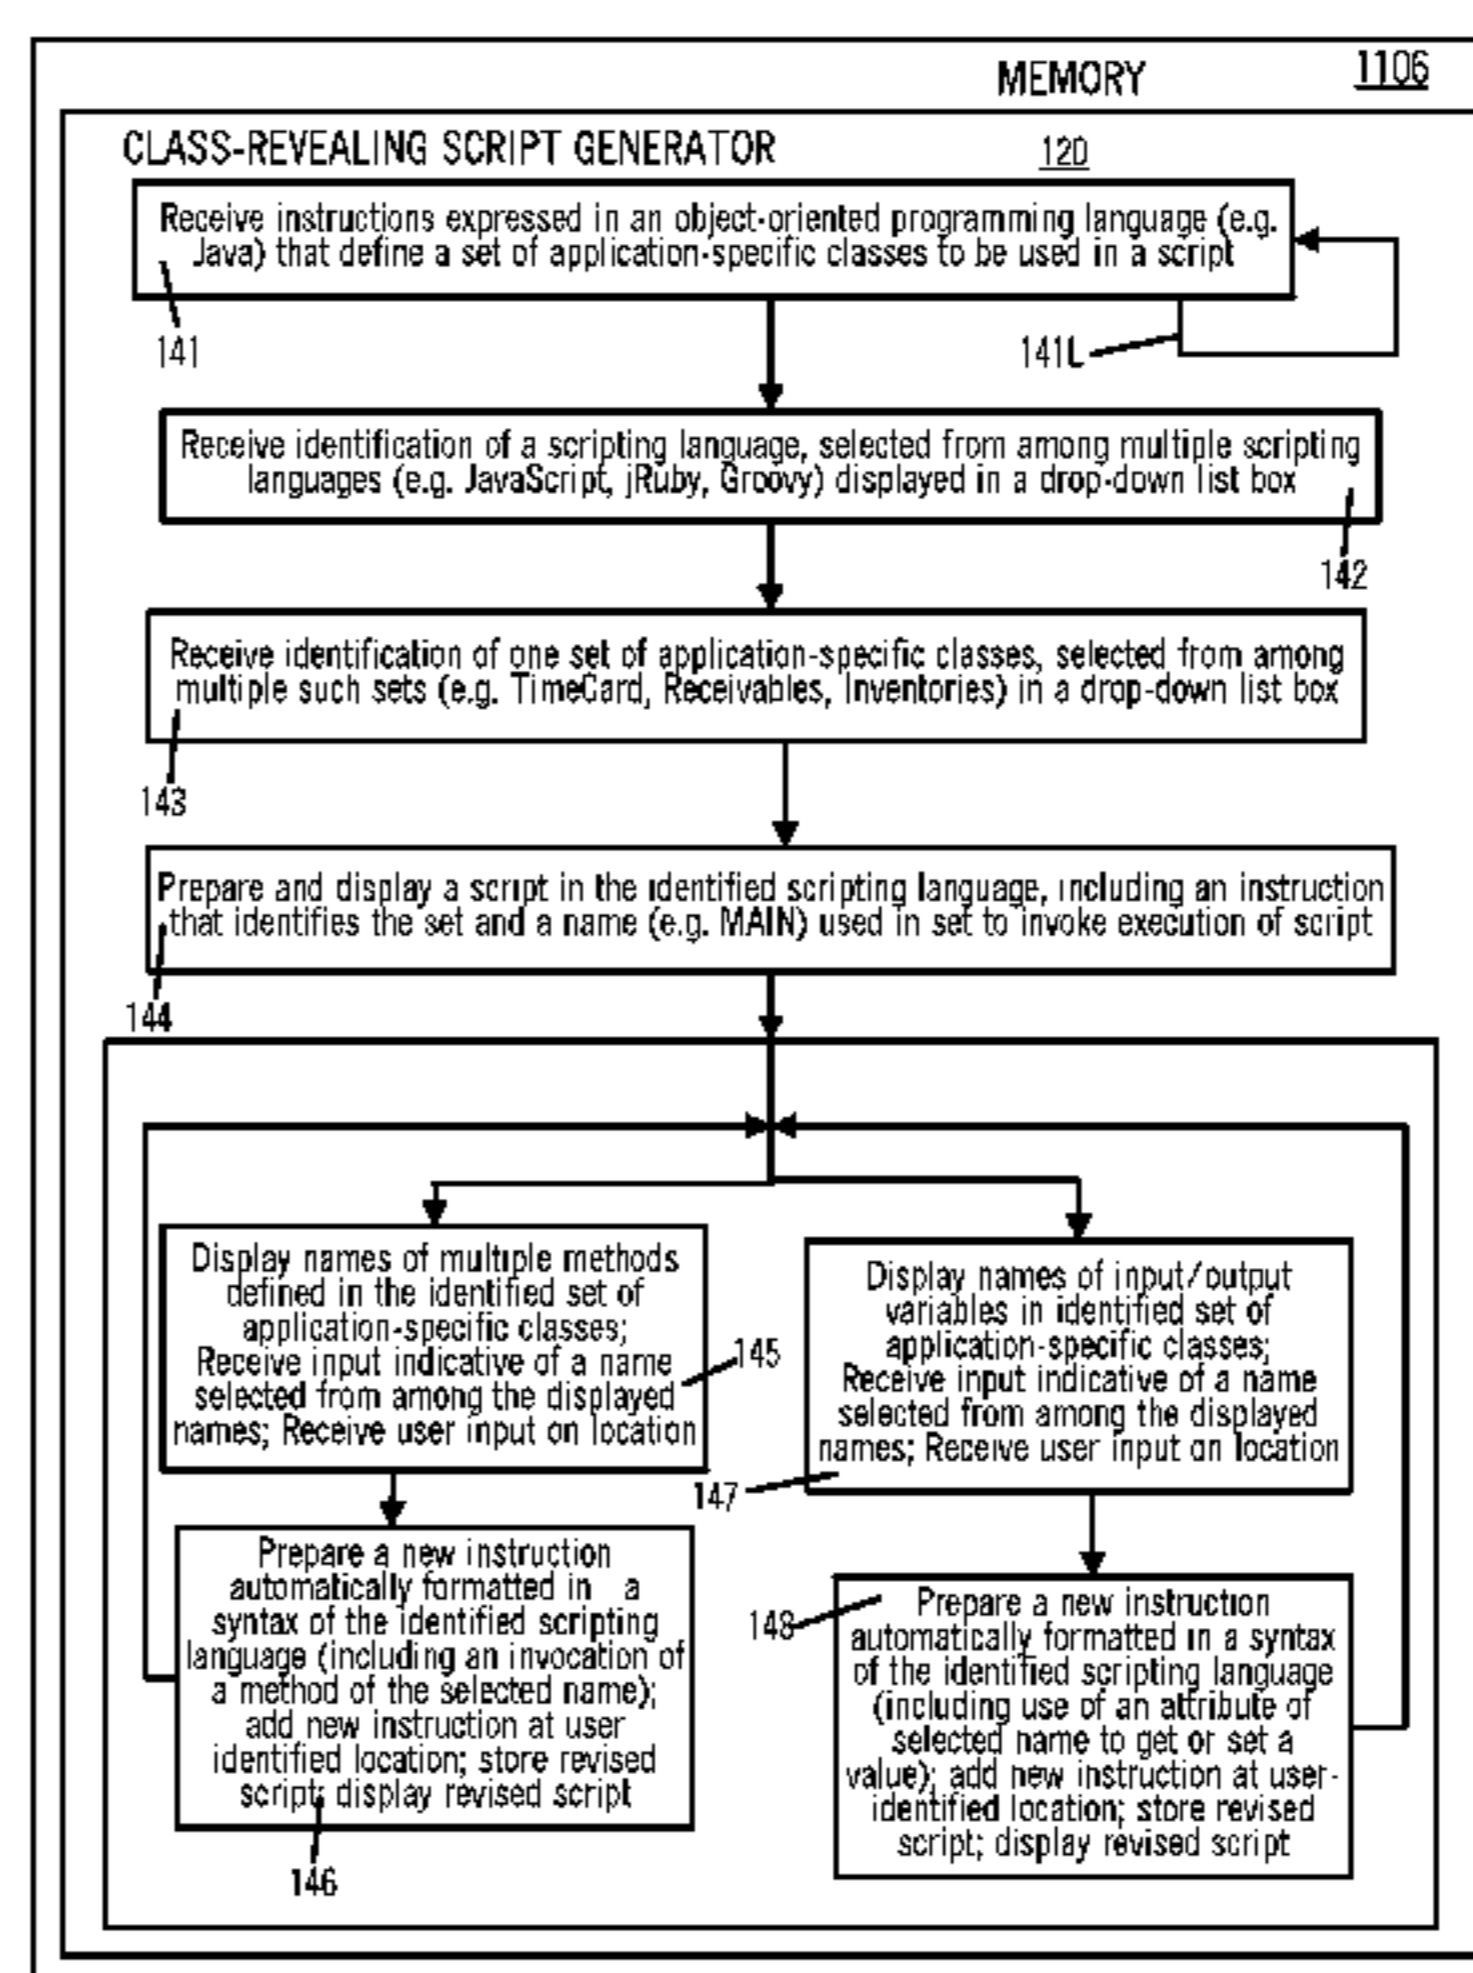 MEMORY 1106
CLASS-REVEALING SCRIPT GENERATOR 120
Receive instructions expressed in an object-oriented programming language (e.g.
Java) that define a set of application-specific classes to be used in a script
141
141L
Receive identification of a scripting language, selected from among multiple scripting
languages (e.g. JavaScript, jRuby, Groovy) displayed in a drop-down list box
142
Receive identification of one set of application-specific classes, selected from among
multiple such sets (e.g. TimeCard, Receivables, Inventories) in a drop-down list box
143
Prepare and display a script in the identified scripting language, including an instruction
that identifies the set and a name (e.g. MAIN) used in set to invoke execution of script
144
Display names of multiple methods
defined in the identified set of
application-specific classes;
Receive input indicative of a name
selected from among the displayed
names; Receive user input on location
145
Display names of input/output
variables in identified set of
application-specific classes;
Receive input indicative of a name
selected from among the displayed
names; Receive user input on location
147
Prepare a new instruction
automatically formatted in a
syntax of the identified scripting
language (including an invocation of
a method of the selected name);
add new instruction at user
identified location; store revised
script; display revised script
146
148
Prepare a new instruction
automatically formatted in a syntax
of the identified scripting language
(including use of an attribute of
selected name to get or set a
value); add new instruction at user-
identified location; store revised
script; display revised script